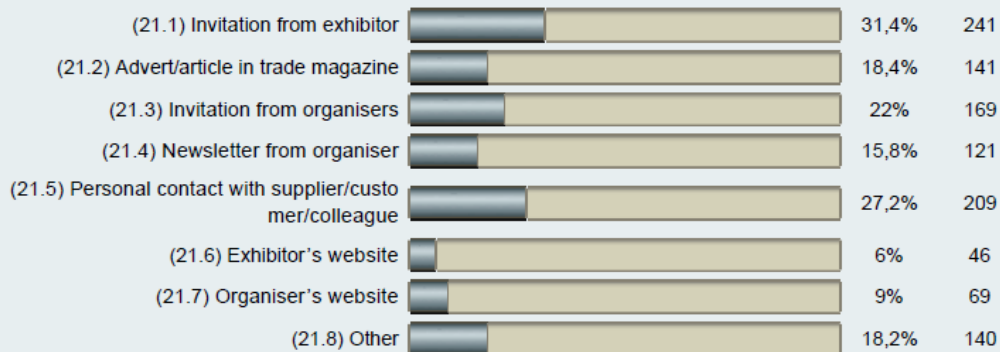 (21.1) Invitation from exhibitor 31,4% 241
(21.2) Advert/article in trade magazine 18,4% 141
(21.3) Invitation from organisers 22% 169
(21.4) Newsletter from organiser 15,8% 121
(21.5) Personal contact with supplier/custo
mer/colleague 27,2% 209
(21.6) Exhibitor's website 6% 46
(21.7) Organiser's website 9% 69
(21.8) Other 18,2% 140